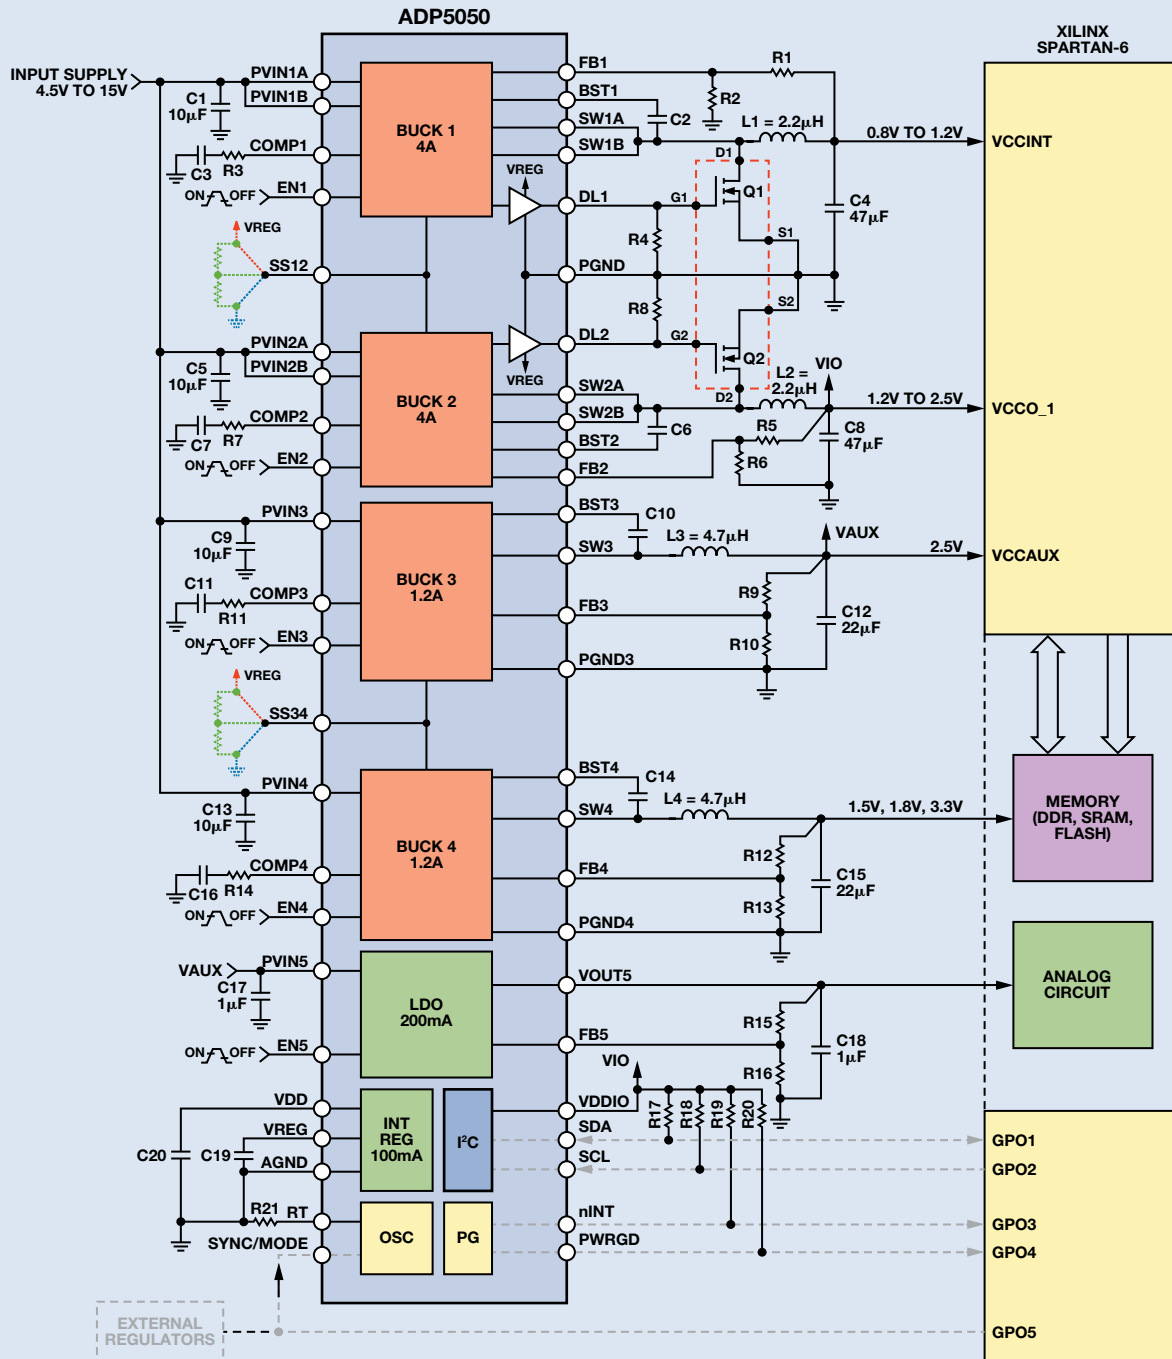 ADP5050
XILINX
SPARTAN-6
INPUT SUPPLY
4.5V TO 15V
PVIN1A
PVIN1B
C1
10µF
COMP1
C3
R3
ON
OFF
EN1
VREG
SS12
BUCK 1
4A
VREG
FB1
BST1
SW1A
SW1B
DL1
PGND
DL2
VREG
R1
R2
C2
L1 = 2.2µH
0.8V TO 1.2V
VCCINT
D1
G1
Q1
S1
R4
C4
47µF
R8
S2
G2
Q2
D2
PVIN2A
PVIN2B
C5
10µF
COMP2
C7
R7
ON
OFF
EN2
BUCK 2
4A
SW2A
SW2B
BST2
FB2
C6
L2 =
2.2µH
VIO
1.2V TO 2.5V
VCCO_1
R5
R6
C8
47µF
PVIN3
C9
10µF
C11
COMP3
R11
ON
OFF
EN3
VREG
SS34
BUCK 3
1.2A
BST3
SW3
FB3
PGND3
C10
L3 = 4.7µH
VAUX
2.5V
VCCAUX
R9
R10
C12
22µF
PVIN4
C13
10µF
COMP4
C16
R14
ON
OFF
EN4
BUCK 4
1.2A
BST4
SW4
FB4
PGND4
C14
L4 = 4.7µH
1.5V, 1.8V, 3.3V
MEMORY
(DDR, SRAM,
FLASH)
R12
R13
C15
22µF
VAUX
PVIN5
C17
1µF
ON
OFF
EN5
LDO
200mA
VOUT5
FB5
R15
R16
C18
1µF
ANALOG
CIRCUIT
VDD
VREG
AGND
C20
C19
R21
RT
SYNC/MODE
INT
REG
100mA
I²C
OSC
PG
VIO
VDDIO
SDA
SCL
nINT
PWRGD
R17
R18
R19
R20
GPO1
GPO2
GPO3
GPO4
GPO5
EXTERNAL
REGULATORS